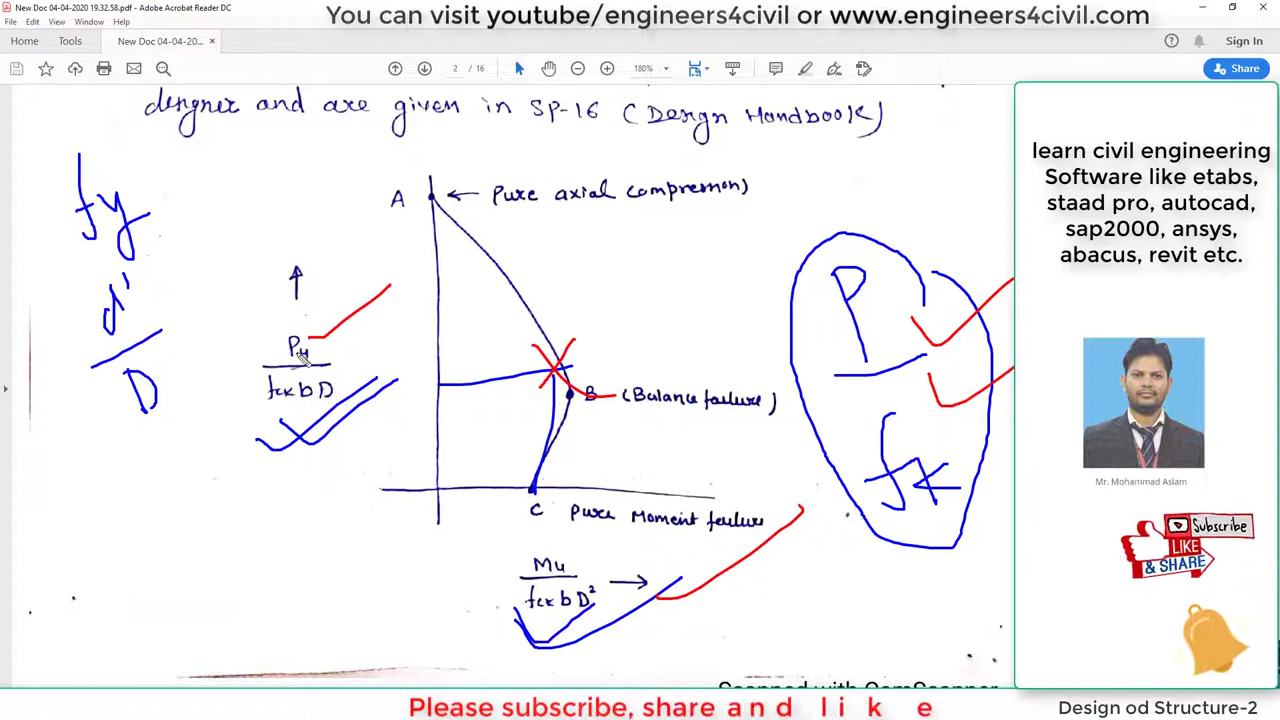 New Doc 04-04-2020 19.32.58.pdf - Adobe Acrobat Reader DC
You can visit youtube/engineers4civil or www.engineers4civil.com
File Edit View Window Help
Home Tools New Doc 04-04-20... × Sign In
2 / 16 180% Share
designer and are given in SP-16 (Design Handbook)
A ← Pure axial compression)
fy
d'
D
Pu
fck b D
B (Balance failure)
P
fck
C Pure Moment failure
Mu →
fck b D²
learn civil engineering
Software like etabs,
staad pro, autocad,
sap2000, ansys,
abacus, revit etc.
Mr. Mohammad Aslam
Subscribe
LIKE
& SHARE
Please subscribe, share and like
Design od Structure-2